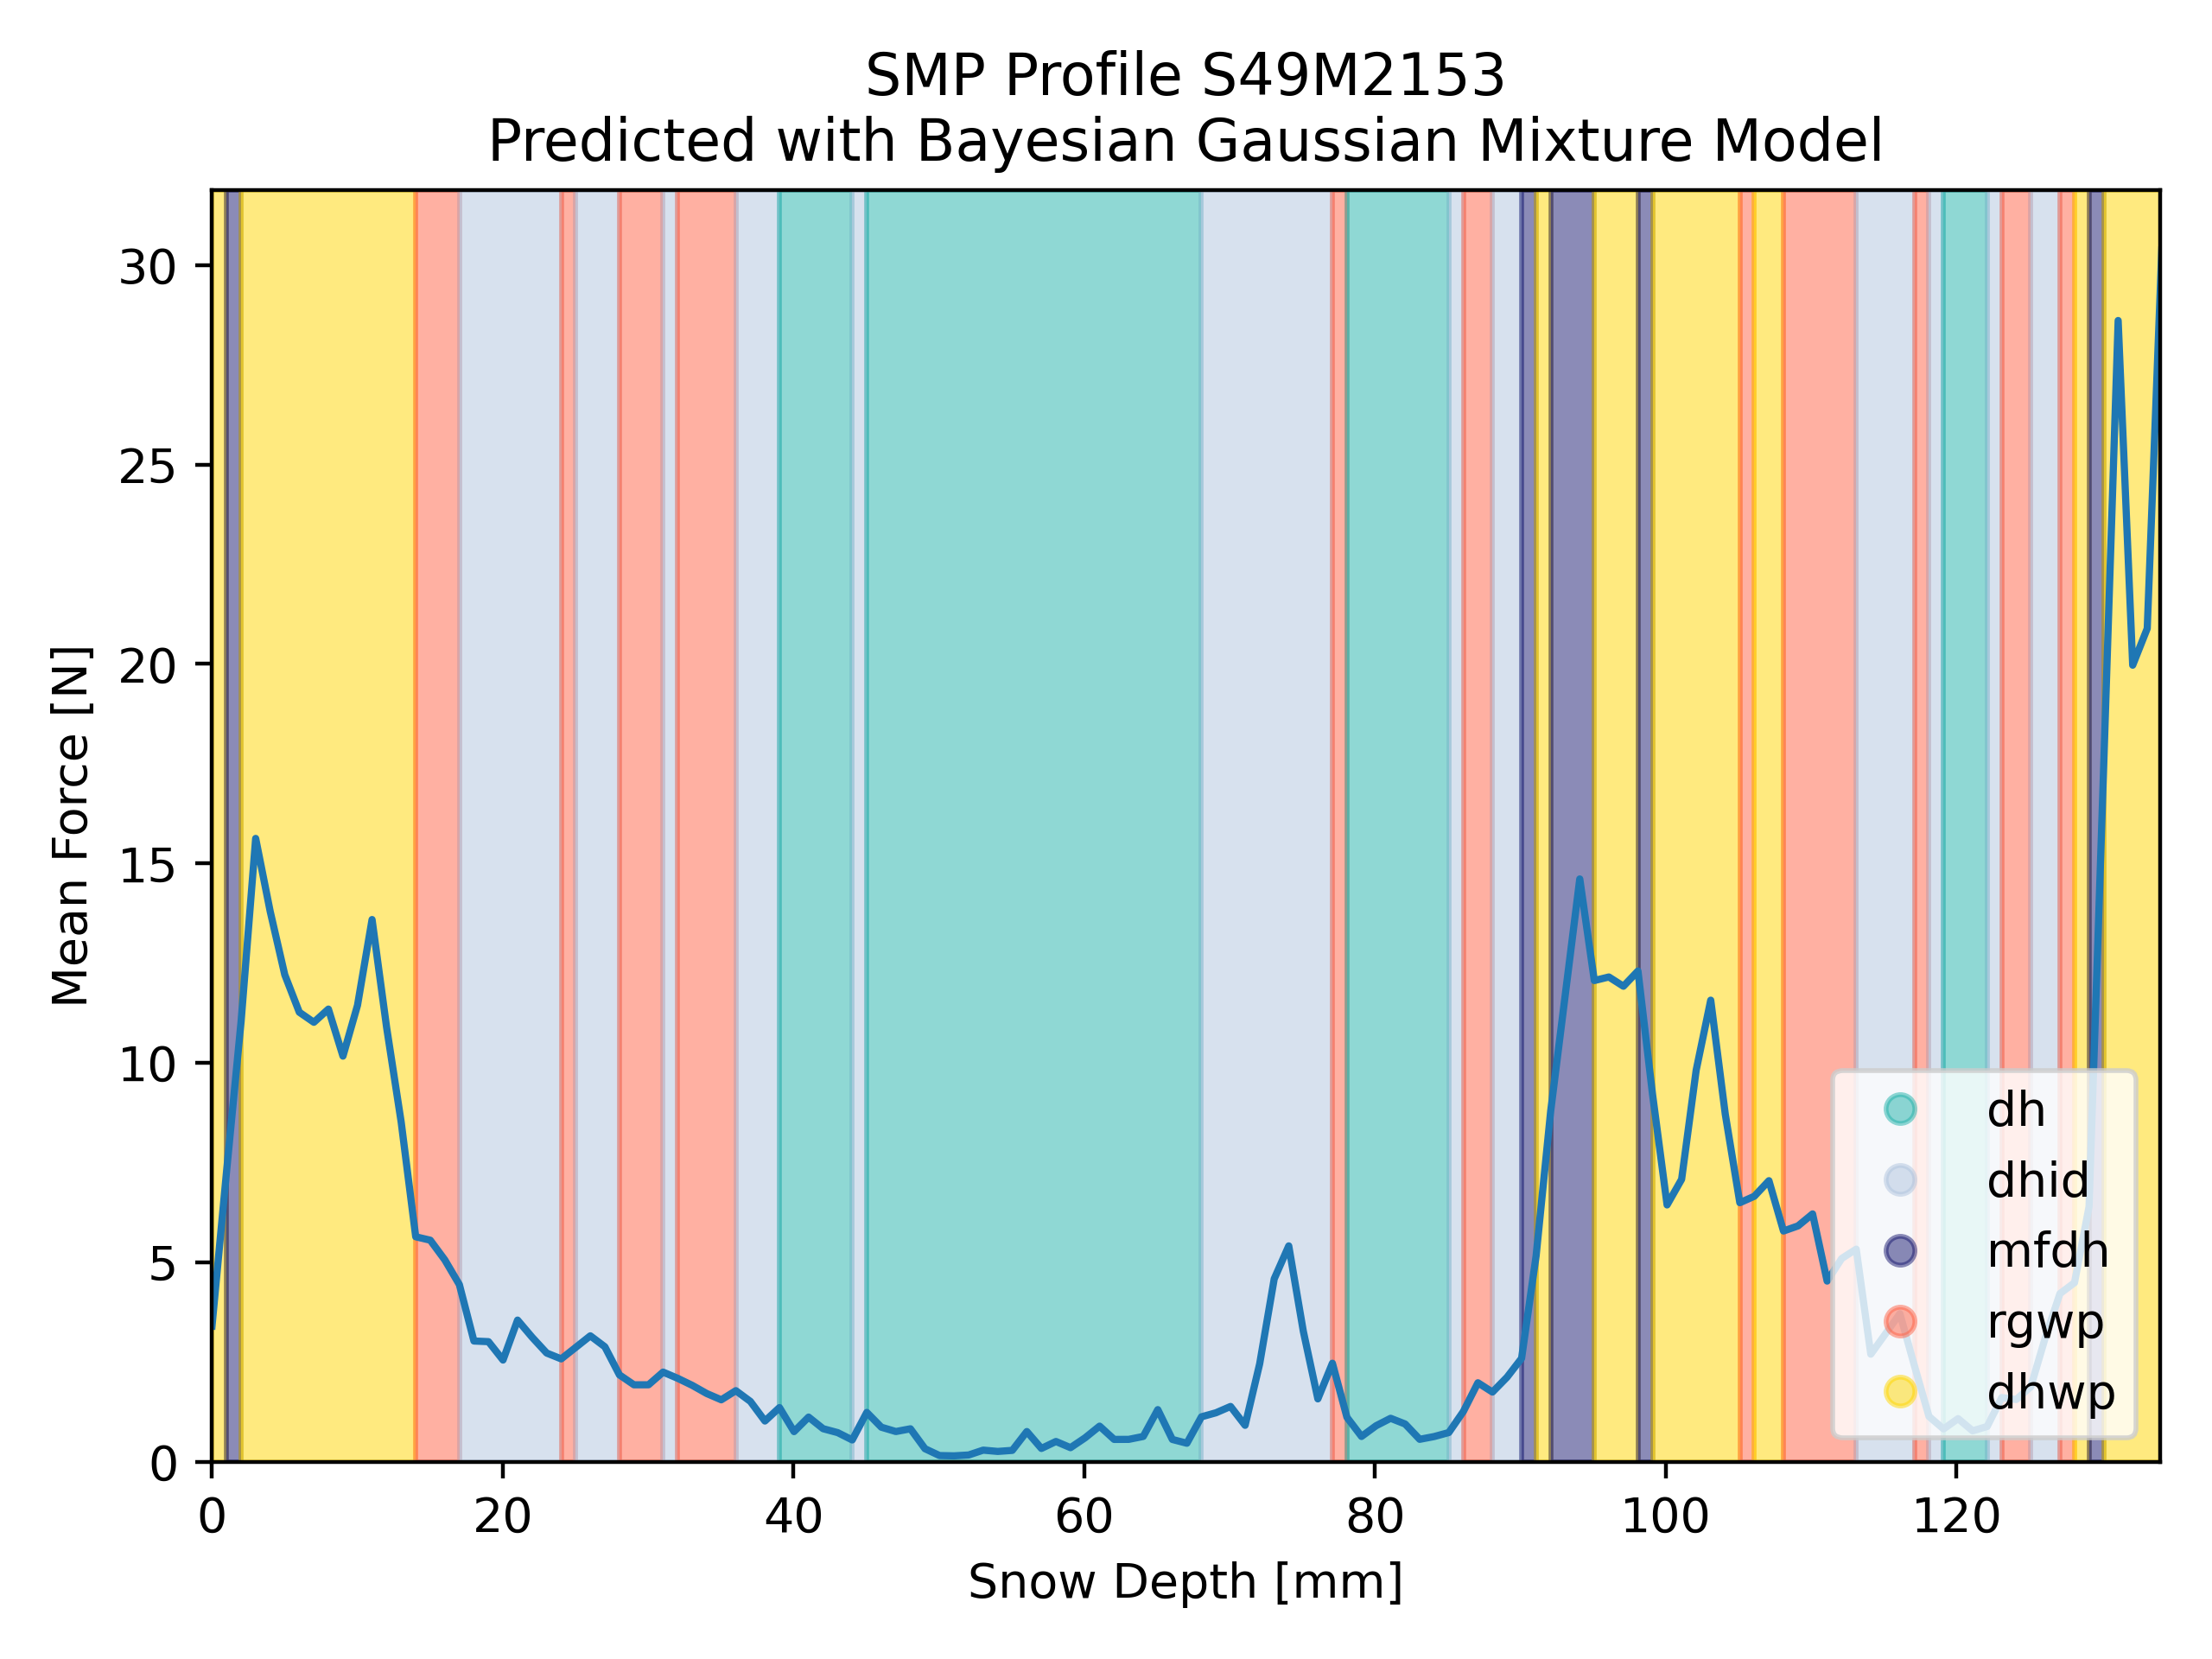 SMP Profile S49M2153
Predicted with Bayesian Gaussian Mixture Model
Mean Force [N]
30
25
20
15
10
5
0
dh
dhid
mfdh
rgwp
dhwp
0 20 40 60 80 100 120
Snow Depth [mm]